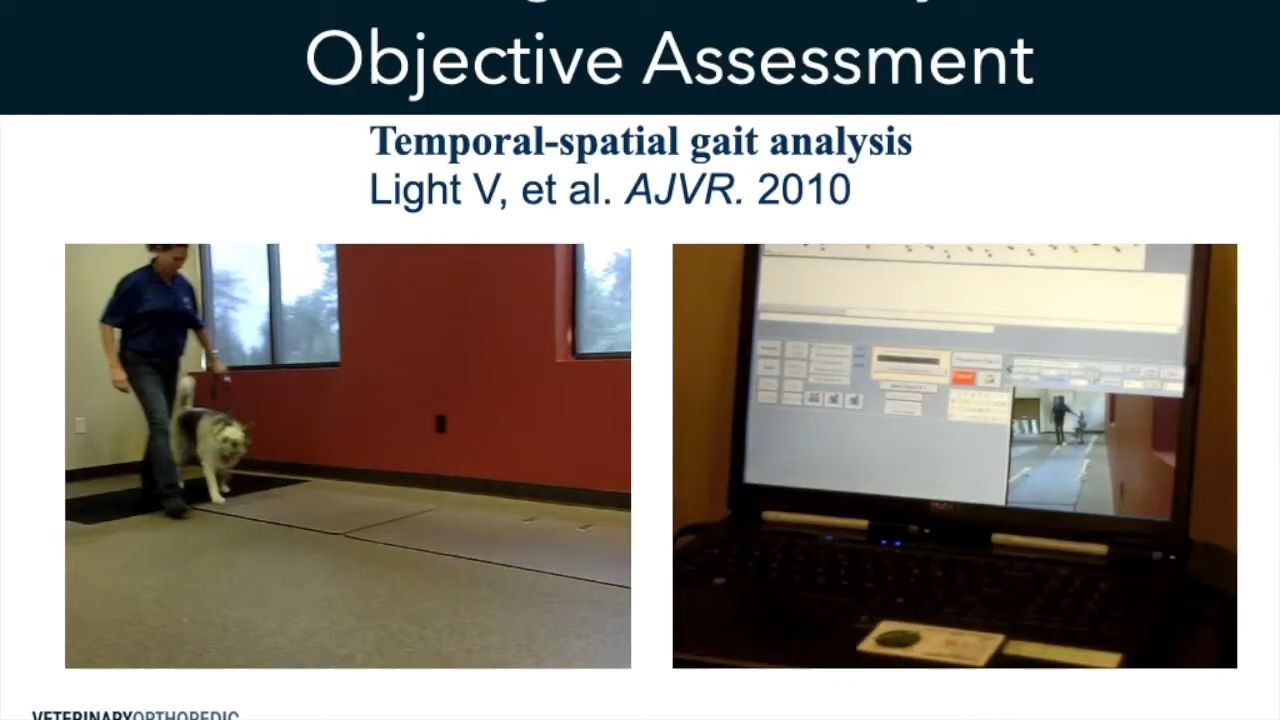 Objective Assessment
Temporal-spatial gait analysis
Light V, et al. AJVR. 2010
VETERINARYORTHOPEDIC